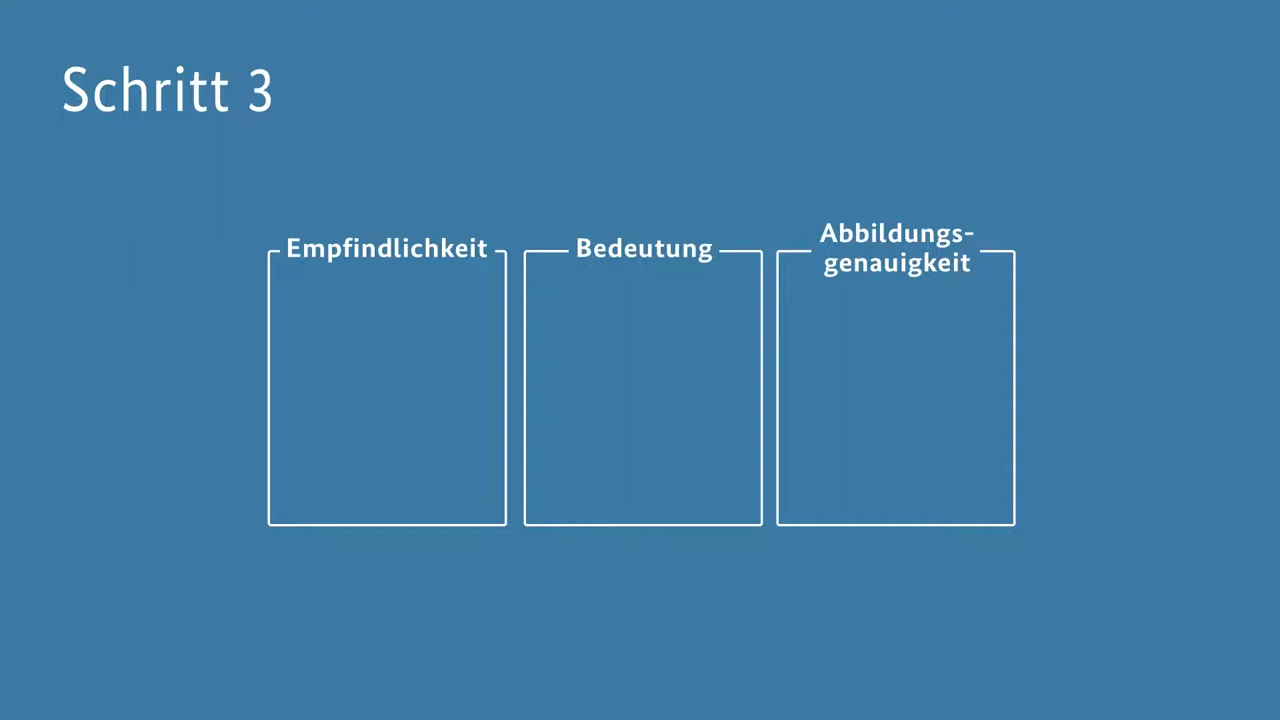 Schritt 3
Empfindlichkeit
Bedeutung
Abbildungs-
genauigkeit